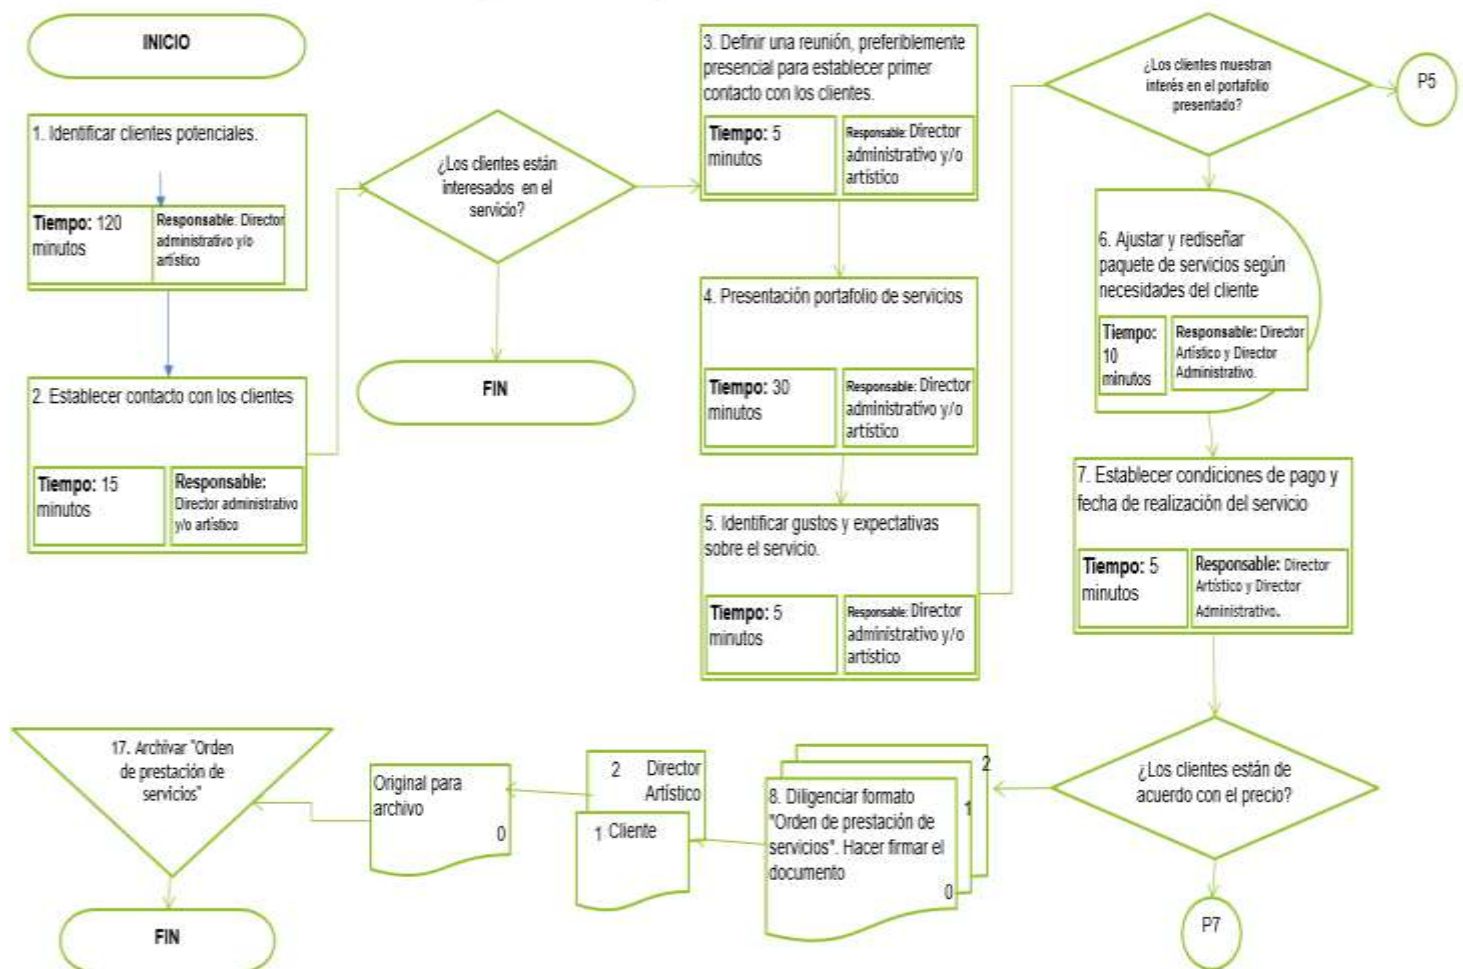 INICIO
1. Identificar clientes potenciales.
Tiempo: 120
minutos
Responsable: Director
administrativo y/o
artístico
2. Establecer contacto con los clientes
Tiempo: 15
minutos
Responsable:
Director administrativo
y/o artístico
¿Los clientes están
interesados en el
servicio?
FIN
3. Definir una reunión, preferiblemente
presencial para establecer primer
contacto con los clientes.
Tiempo: 5
minutos
Responsable: Director
administrativo y/o
artístico
4. Presentación portafolio de servicios
Tiempo: 30
minutos
Responsable: Director
administrativo y/o
artístico
5. Identificar gustos y expectativas
sobre el servicio.
Tiempo: 5
minutos
Responsable: Director
administrativo y/o
artístico
¿Los clientes muestran
interés en el portafolio
presentado?
P5
6. Ajustar y rediseñar
paquete de servicios según
necesidades del cliente
Tiempo:
10
minutos
Responsable: Director
Artístico y Director
Administrativo.
7. Establecer condiciones de pago y
fecha de realización del servicio
Tiempo: 5
minutos
Responsable: Director
Artístico y Director
Administrativo.
¿Los clientes están de
acuerdo con el precio?
P7
2
1
8. Diligenciar formato
"Orden de prestación de
servicios". Hacer firmar el
documento
0
2 Director
Artístico
1 Cliente
Original para
archivo
0
17. Archivar "Orden
de prestación de
servicios"
FIN